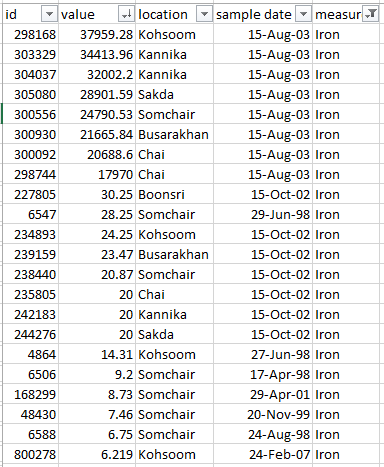 id value location sample date measur
298168 37959.28 Kohsoom 15-Aug-03 Iron
303329 34413.96 Kannika 15-Aug-03 Iron
304037 32002.2 Kannika 15-Aug-03 Iron
305080 28901.59 Sakda 15-Aug-03 Iron
300556 24790.53 Somchair 15-Aug-03 Iron
300930 21665.84 Busarakhan 15-Aug-03 Iron
300092 20688.6 Chai 15-Aug-03 Iron
298744 17970 Chai 15-Aug-03 Iron
227805 30.25 Boonsri 15-Oct-02 Iron
6547 28.25 Somchair 29-Jun-98 Iron
234893 24.25 Kohsoom 15-Oct-02 Iron
239159 23.47 Busarakhan 15-Oct-02 Iron
238440 20.87 Somchair 15-Oct-02 Iron
235805 20 Chai 15-Oct-02 Iron
242183 20 Kannika 15-Oct-02 Iron
244276 20 Sakda 15-Oct-02 Iron
4864 14.31 Kohsoom 27-Jun-98 Iron
6506 9.2 Somchair 17-Apr-98 Iron
168299 8.73 Somchair 29-Apr-01 Iron
48430 7.46 Somchair 20-Nov-99 Iron
6588 6.75 Somchair 24-Aug-98 Iron
800278 6.219 Kohsoom 24-Feb-07 Iron